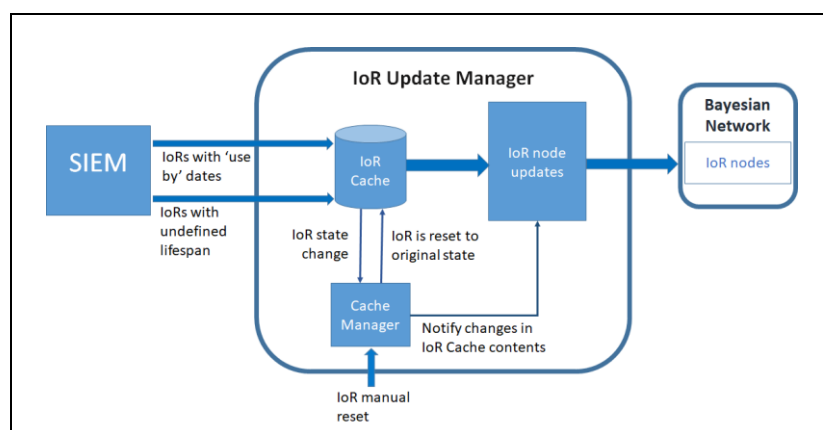 IoR Update Manager
SIEM
IoRs with ‘use
by’ dates
IoRs with
undefined
lifespan
IoR
Cache
IoR node
updates
Bayesian
Network
IoR nodes
IoR state
change
IoR is reset to
original state
Cache
Manager
Notify changes in
IoR Cache contents
IoR manual
reset